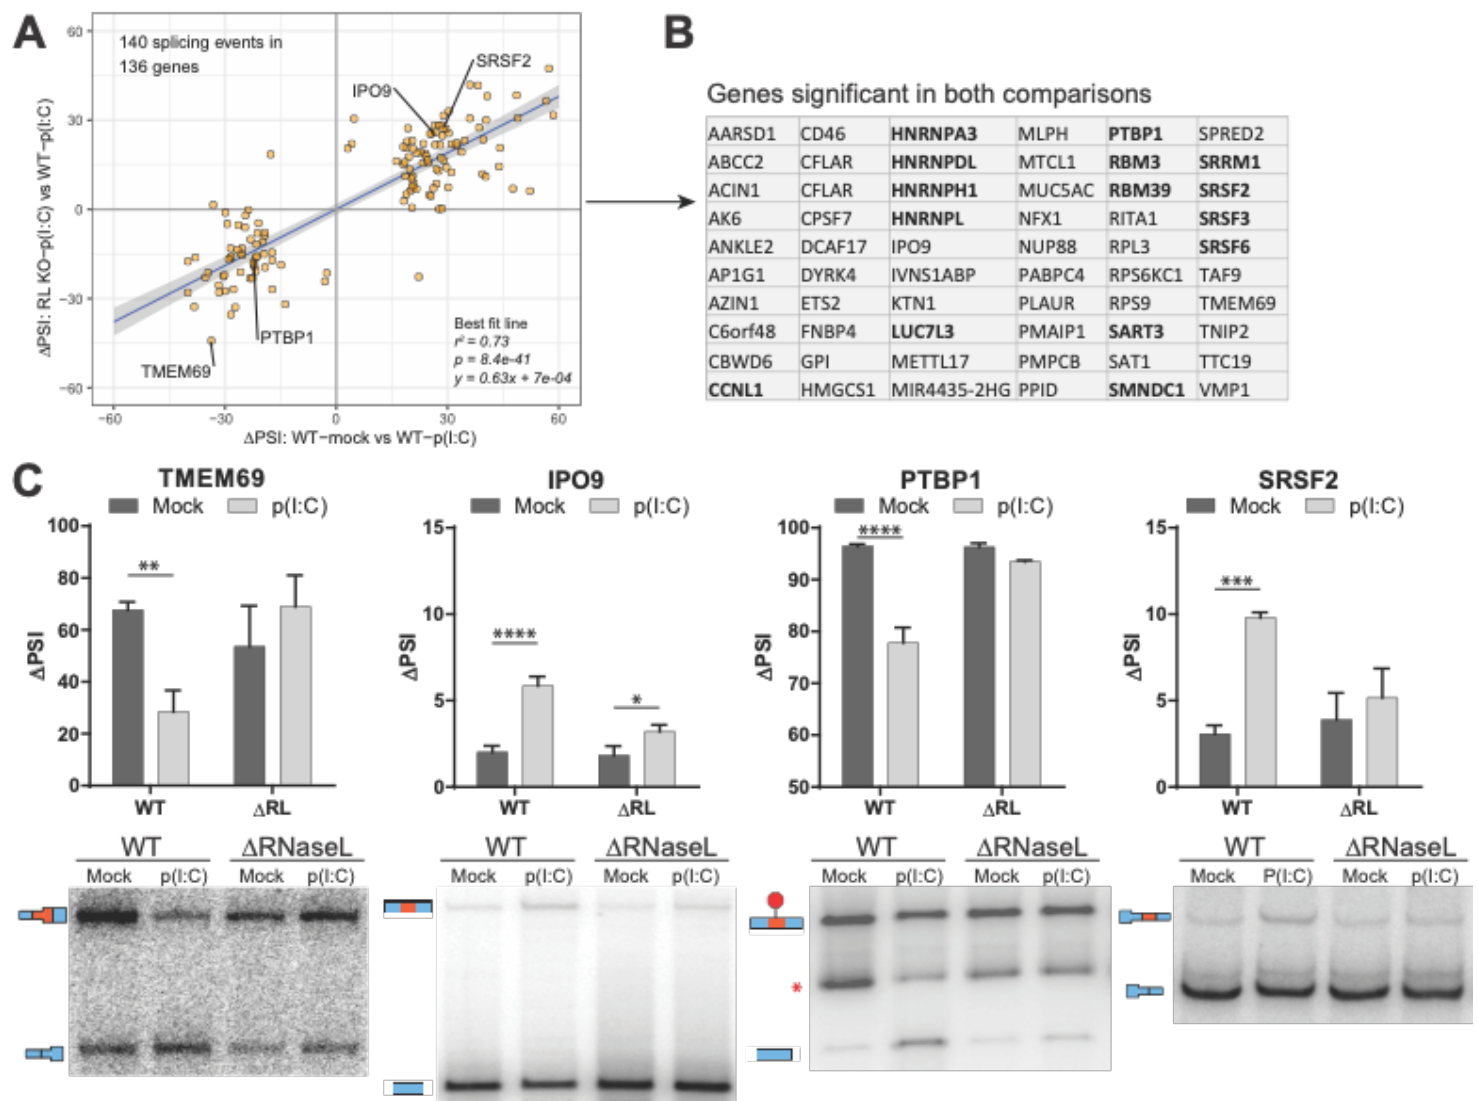 A
140 splicing events in
136 genes
SRSF2
IPO9
PTBP1
TMEM69
Best fit line
r² = 0.73
p = 8.4e-41
y = 0.63x + 7e-04
60
30
0
−30
−60
−60 −30 0 30 60
ΔPSI: RL KO-p(I:C) vs WT-p(I:C)
ΔPSI: WT−mock vs WT−p(I:C)
B
Genes significant in both comparisons
AARSD1 CD46 HNRNPA3 MLPH PTBP1 SPRED2
ABCC2 CFLAR HNRNPDL MTCL1 RBM3 SRRM1
ACIN1 CFLAR HNRNPH1 MUC5AC RBM39 SRSF2
AK6 CPSF7 HNRNPL NFX1 RITA1 SRSF3
ANKLE2 DCAF17 IPO9 NUP88 RPL3 SRSF6
AP1G1 DYRK4 IVNS1ABP PABPC4 RPS6KC1 TAF9
AZIN1 ETS2 KTN1 PLAUR RPS9 TMEM69
C6orf48 FNBP4 LUC7L3 PMAIP1 SART3 TNIP2
CBWD6 GPI METTL17 PMPCB SAT1 TTC19
CCNL1 HMGCS1 MIR4435-2HG PPID SMNDC1 VMP1
C
TMEM69
Mock p(I:C)
100
80
60
40
20
0
ΔPSI
**
WT ΔRL
IPO9
Mock p(I:C)
15
10
5
0
ΔPSI
****
*
WT ΔRL
PTBP1
Mock p(I:C)
100
90
80
70
60
50
ΔPSI
****
WT ΔRL
SRSF2
Mock p(I:C)
15
10
5
0
ΔPSI
***
WT ΔRL
WT ΔRNaseL
Mock p(I:C) Mock p(I:C)
WT ΔRNaseL
Mock p(I:C) Mock p(I:C)
WT ΔRNaseL
Mock p(I:C) Mock p(I:C)
*
WT ΔRNaseL
Mock P(I:C) Mock p(I:C)